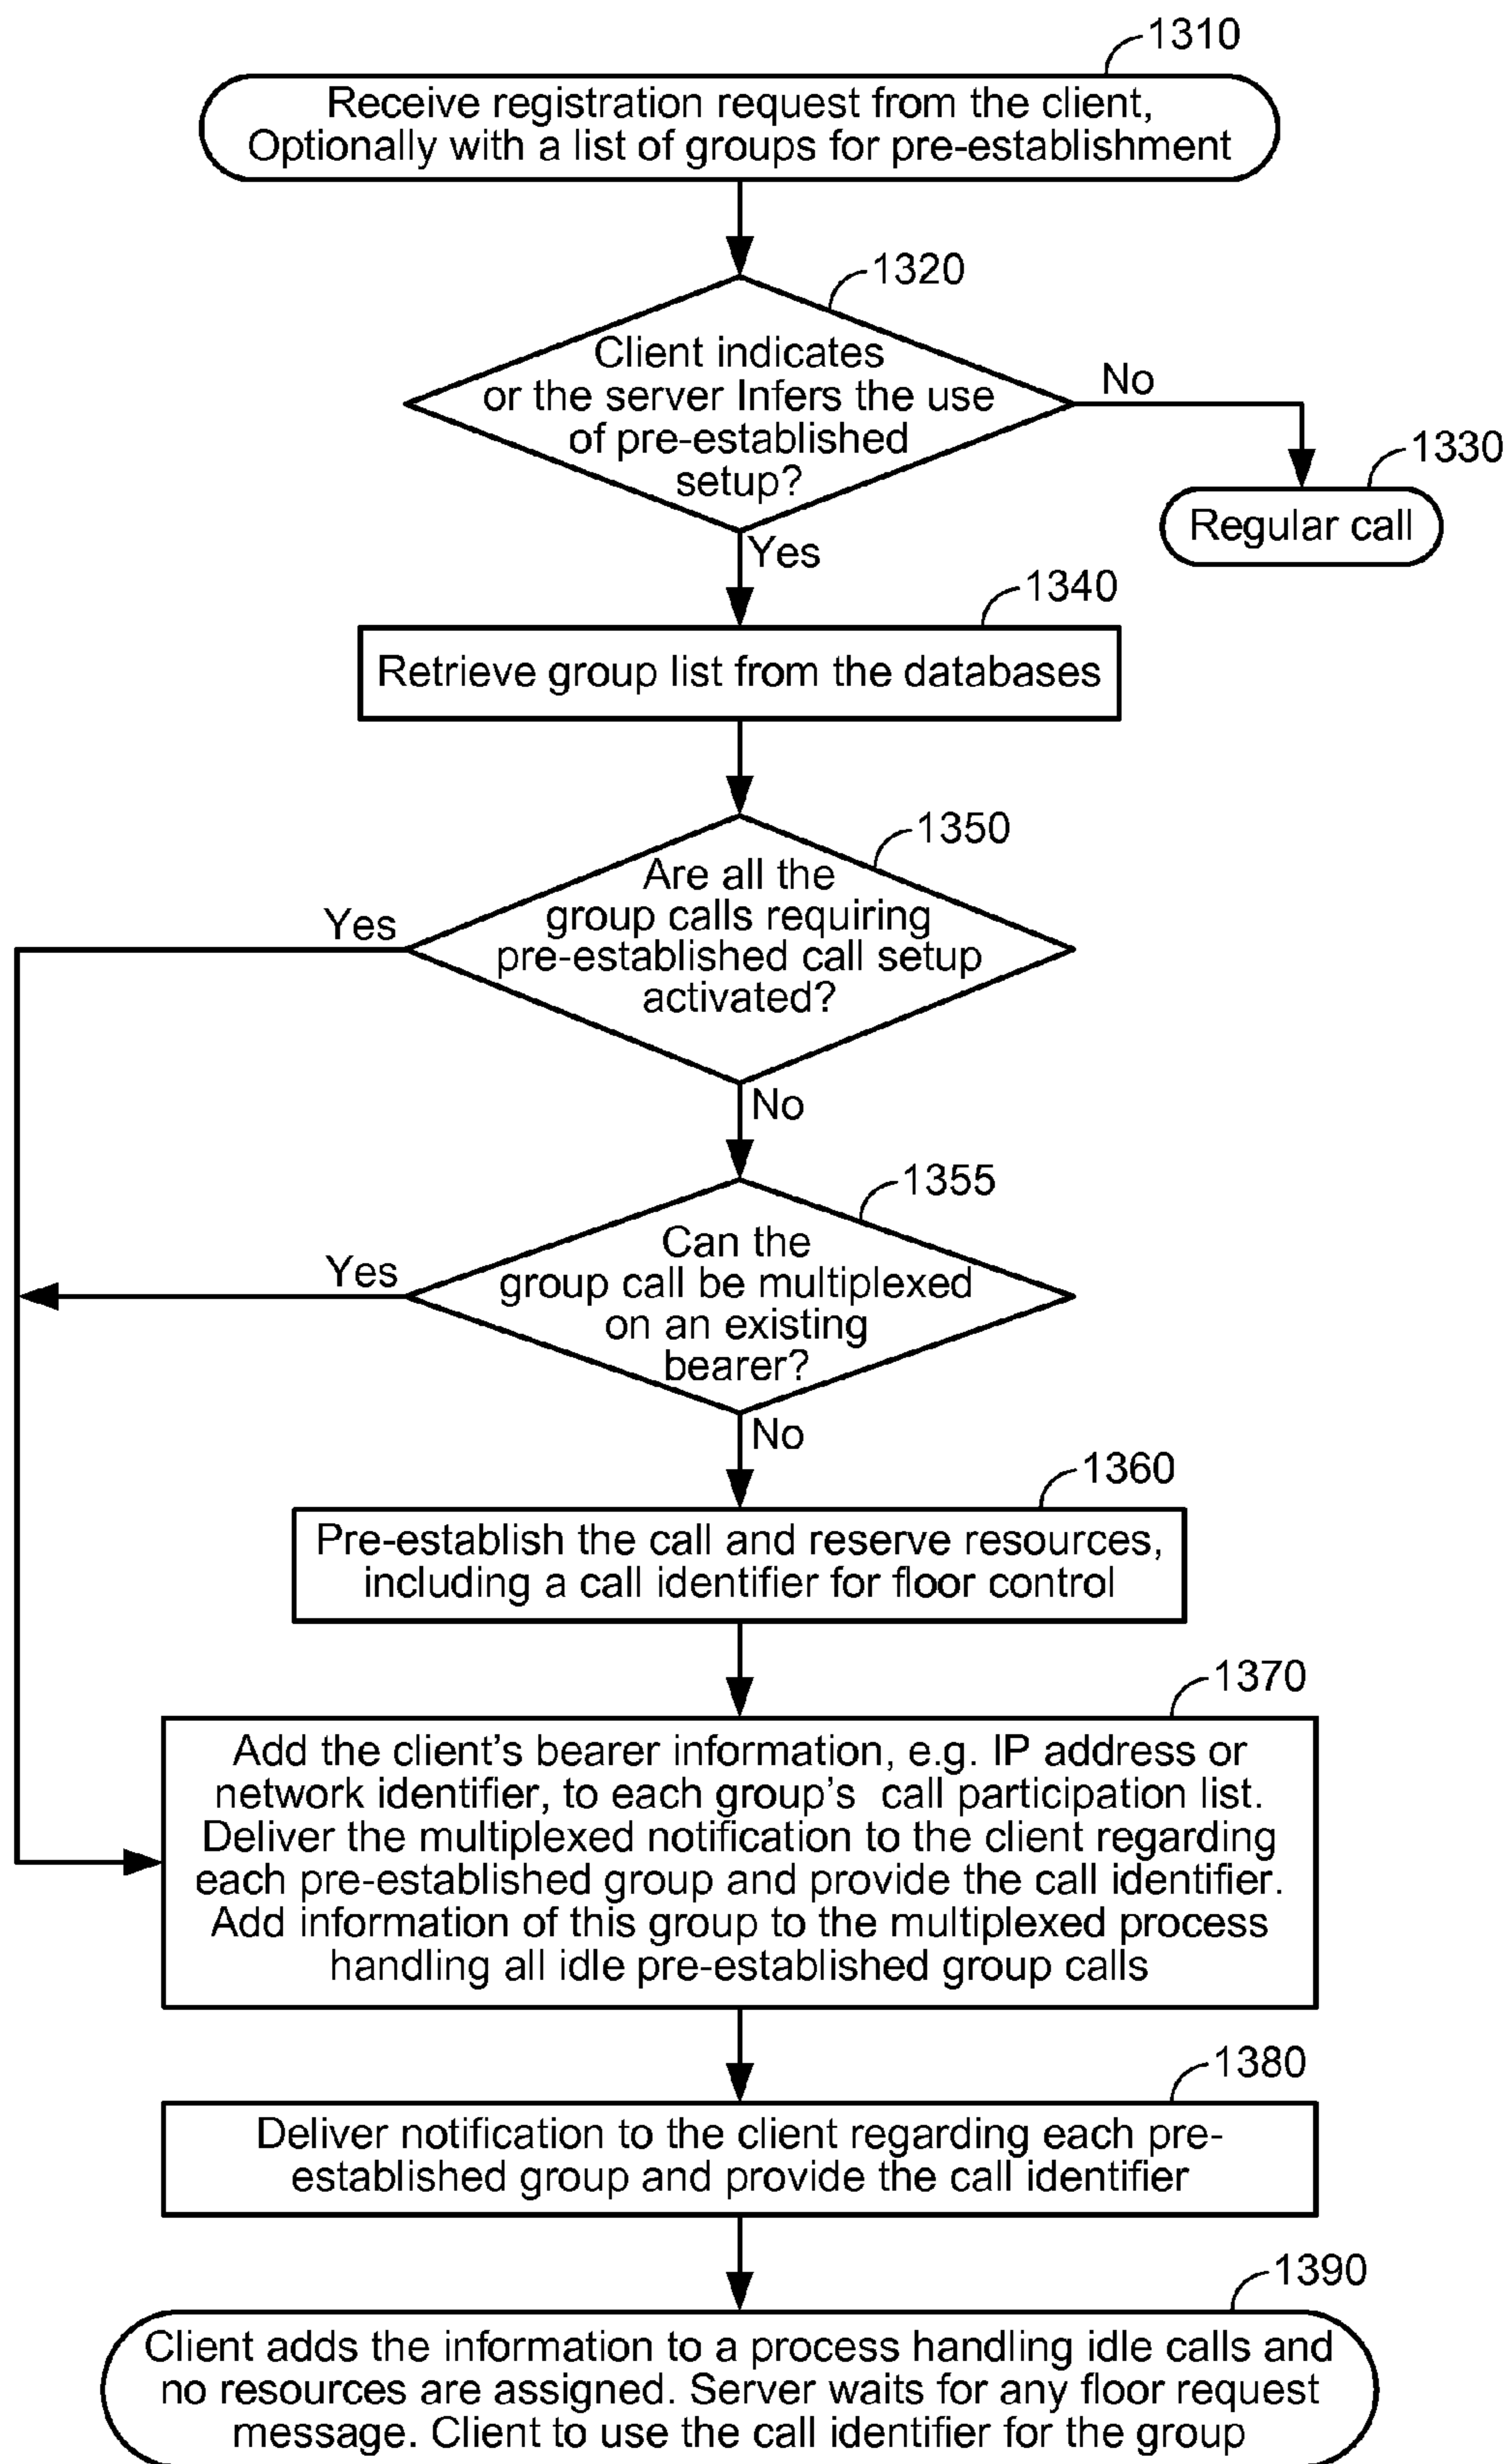 1310
Receive registration request from the client,
Optionally with a list of groups for pre-establishment
1320
Client indicates
or the server Infers the use
of pre-established
setup?
No
1330
Regular call
Yes
1340
Retrieve group list from the databases
1350
Are all the
group calls requiring
pre-established call setup
activated?
Yes
No
1355
Can the
group call be multiplexed
on an existing
bearer?
Yes
No
1360
Pre-establish the call and reserve resources,
including a call identifier for floor control
1370
Add the client's bearer information, e.g. IP address or
network identifier, to each group's call participation list.
Deliver the multiplexed notification to the client regarding
each pre-established group and provide the call identifier.
Add information of this group to the multiplexed process
handling all idle pre-established group calls
1380
Deliver notification to the client regarding each pre-
established group and provide the call identifier
1390
Client adds the information to a process handling idle calls and
no resources are assigned. Server waits for any floor request
message. Client to use the call identifier for the group